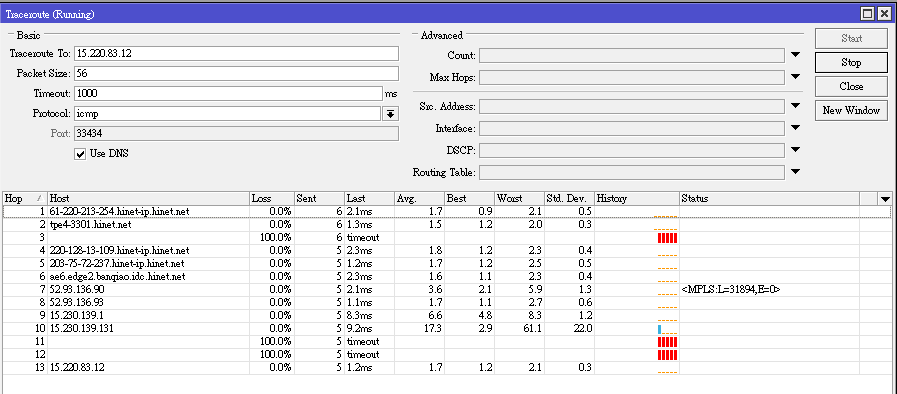 Traceroute (Running)
Basic
Traceroute To: 15.220.83.12
Packet Size: 56
Timeout: 1000 ms
Protocol: icmp
Port: 33434
Use DNS
Advanced
Count:
Max Hops:
Src. Address:
Interface:
DSCP:
Routing Table:
Start
Stop
Close
New Window
Hop / Host Loss Sent Last Avg. Best Worst Std. Dev. History Status
1 61-220-213-254.hinet-ip.hinet.net 0.0% 6 2.1ms 1.7 0.9 2.1 0.5
2 tpe4-3301.hinet.net 0.0% 6 1.3ms 1.5 1.2 2.0 0.3
3 100.0% 6 timeout
4 220-128-13-109.hinet-ip.hinet.net 0.0% 5 2.3ms 1.8 1.2 2.3 0.4
5 203-75-72-237.hinet-ip.hinet.net 0.0% 5 1.2ms 1.7 1.2 2.5 0.5
6 ae6.edge2.banqiao.idc.hinet.net 0.0% 5 2.3ms 1.6 1.1 2.3 0.4
7 52.93.136.90 0.0% 5 2.1ms 3.6 2.1 5.9 1.3 <MPLS:L=31894,E=0>
8 52.93.136.93 0.0% 5 1.1ms 1.7 1.1 2.7 0.6
9 15.230.139.1 0.0% 5 8.3ms 6.6 4.8 8.3 1.2
10 15.230.139.131 0.0% 5 9.2ms 17.3 2.9 61.1 22.0
11 100.0% 5 timeout
12 100.0% 5 timeout
13 15.220.83.12 0.0% 5 1.2ms 1.7 1.2 2.1 0.3